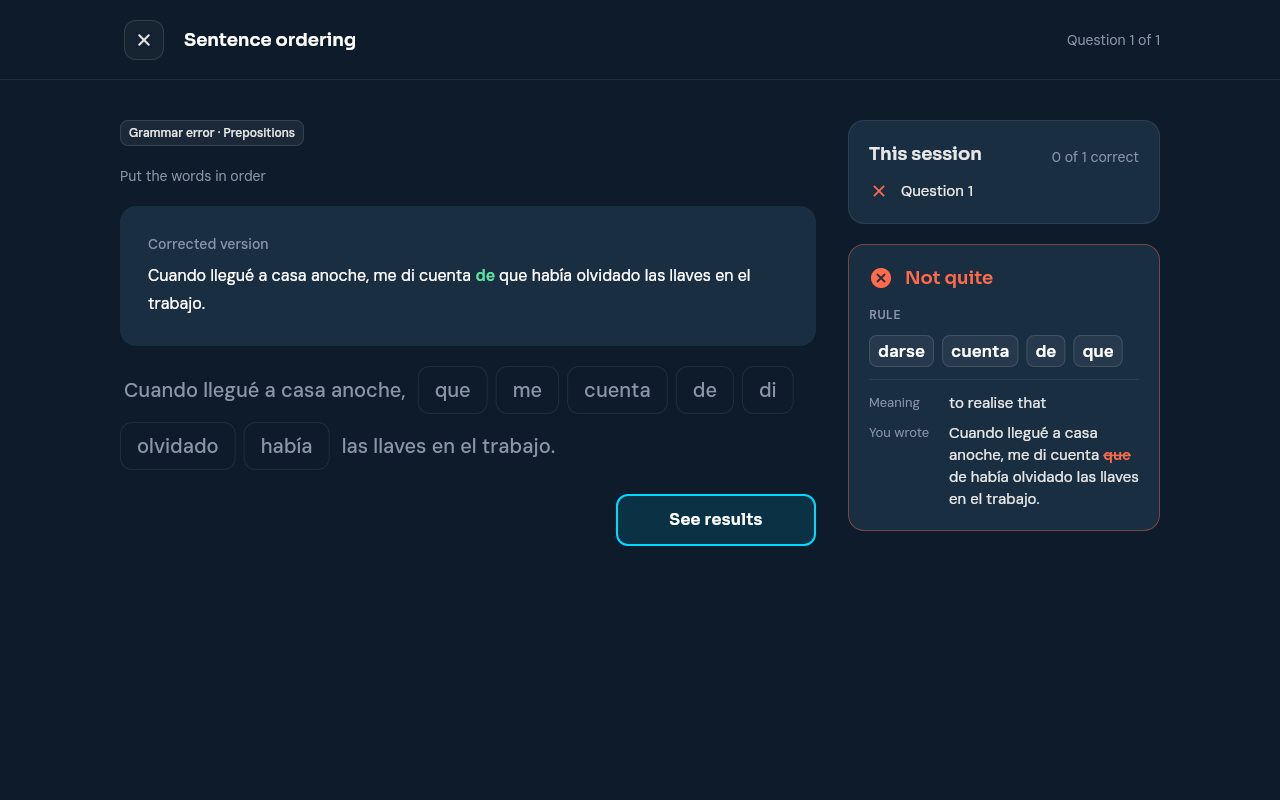 Sentence ordering
Question 1 of 1
Grammar error · Prepositions
Put the words in order
Corrected version
Cuando llegué a casa anoche, me di cuenta de que había olvidado las llaves en el
trabajo.
Cuando llegué a casa anoche, que me cuenta de di
olvidado había las llaves en el trabajo.
See results
This session 0 of 1 correct
Question 1
Not quite
RULE
darse cuenta de que
Meaning to realise that
You wrote Cuando llegué a casa
anoche, me di cuenta que
de había olvidado las llaves
en el trabajo.